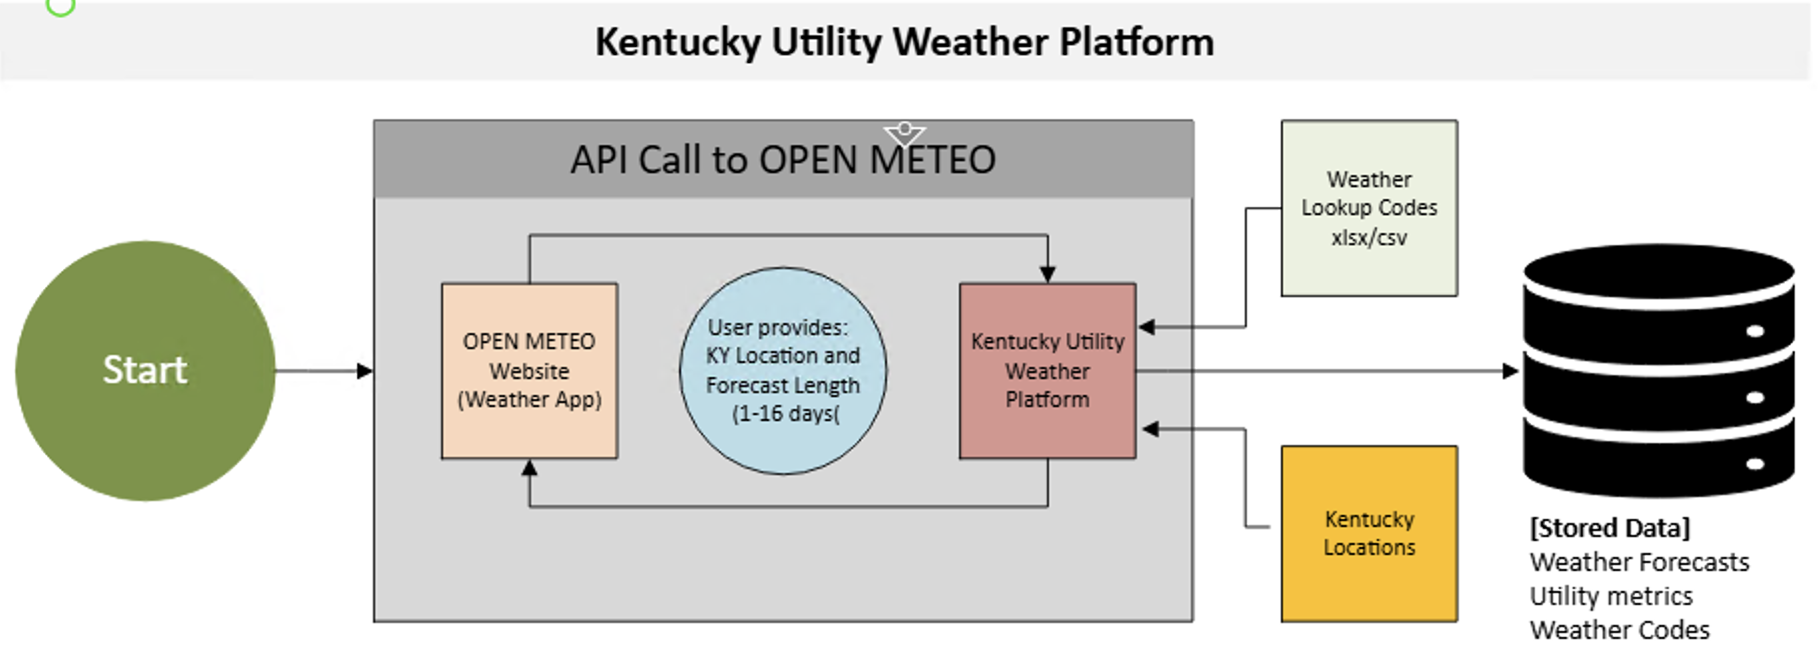 Kentucky Utility Weather Platform
API Call to OPEN METEO
Start
OPEN METEO
Website
(Weather App)
User provides:
KY Location and
Forecast Length
(1-16 days(
Kentucky Utility
Weather
Platform
Weather
Lookup Codes
xlsx/csv
Kentucky
Locations
[Stored Data]
Weather Forecasts
Utility metrics
Weather Codes